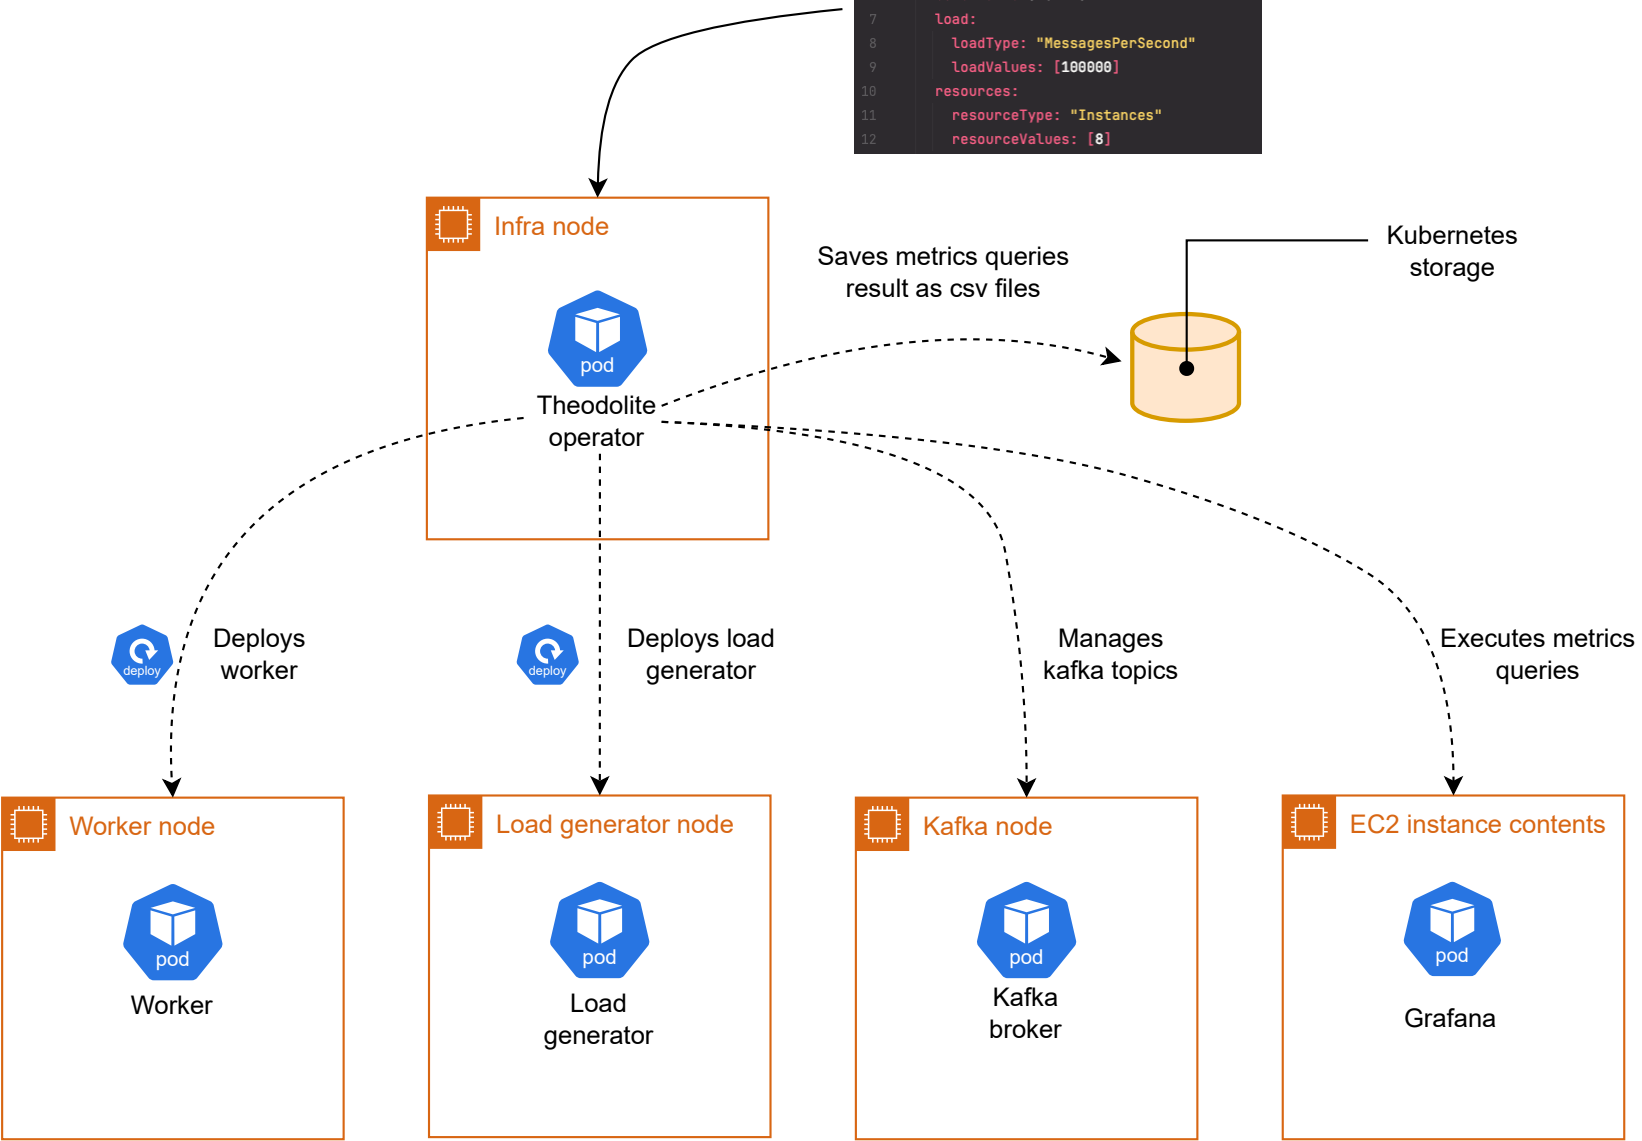 7 load:
8 loadType: "MessagesPerSecond"
9 loadValues: [100000]
10 resources:
11 resourceType: "Instances"
12 resourceValues: [8]
Infra node
pod
Theodolite
operator
Saves metrics queries
result as csv files
Kubernetes
storage
deploy
Deploys
worker
deploy
Deploys load
generator
Manages
kafka topics
Executes metrics
queries
Worker node
pod
Worker
Load generator node
pod
Load
generator
Kafka node
pod
Kafka
broker
EC2 instance contents
pod
Grafana